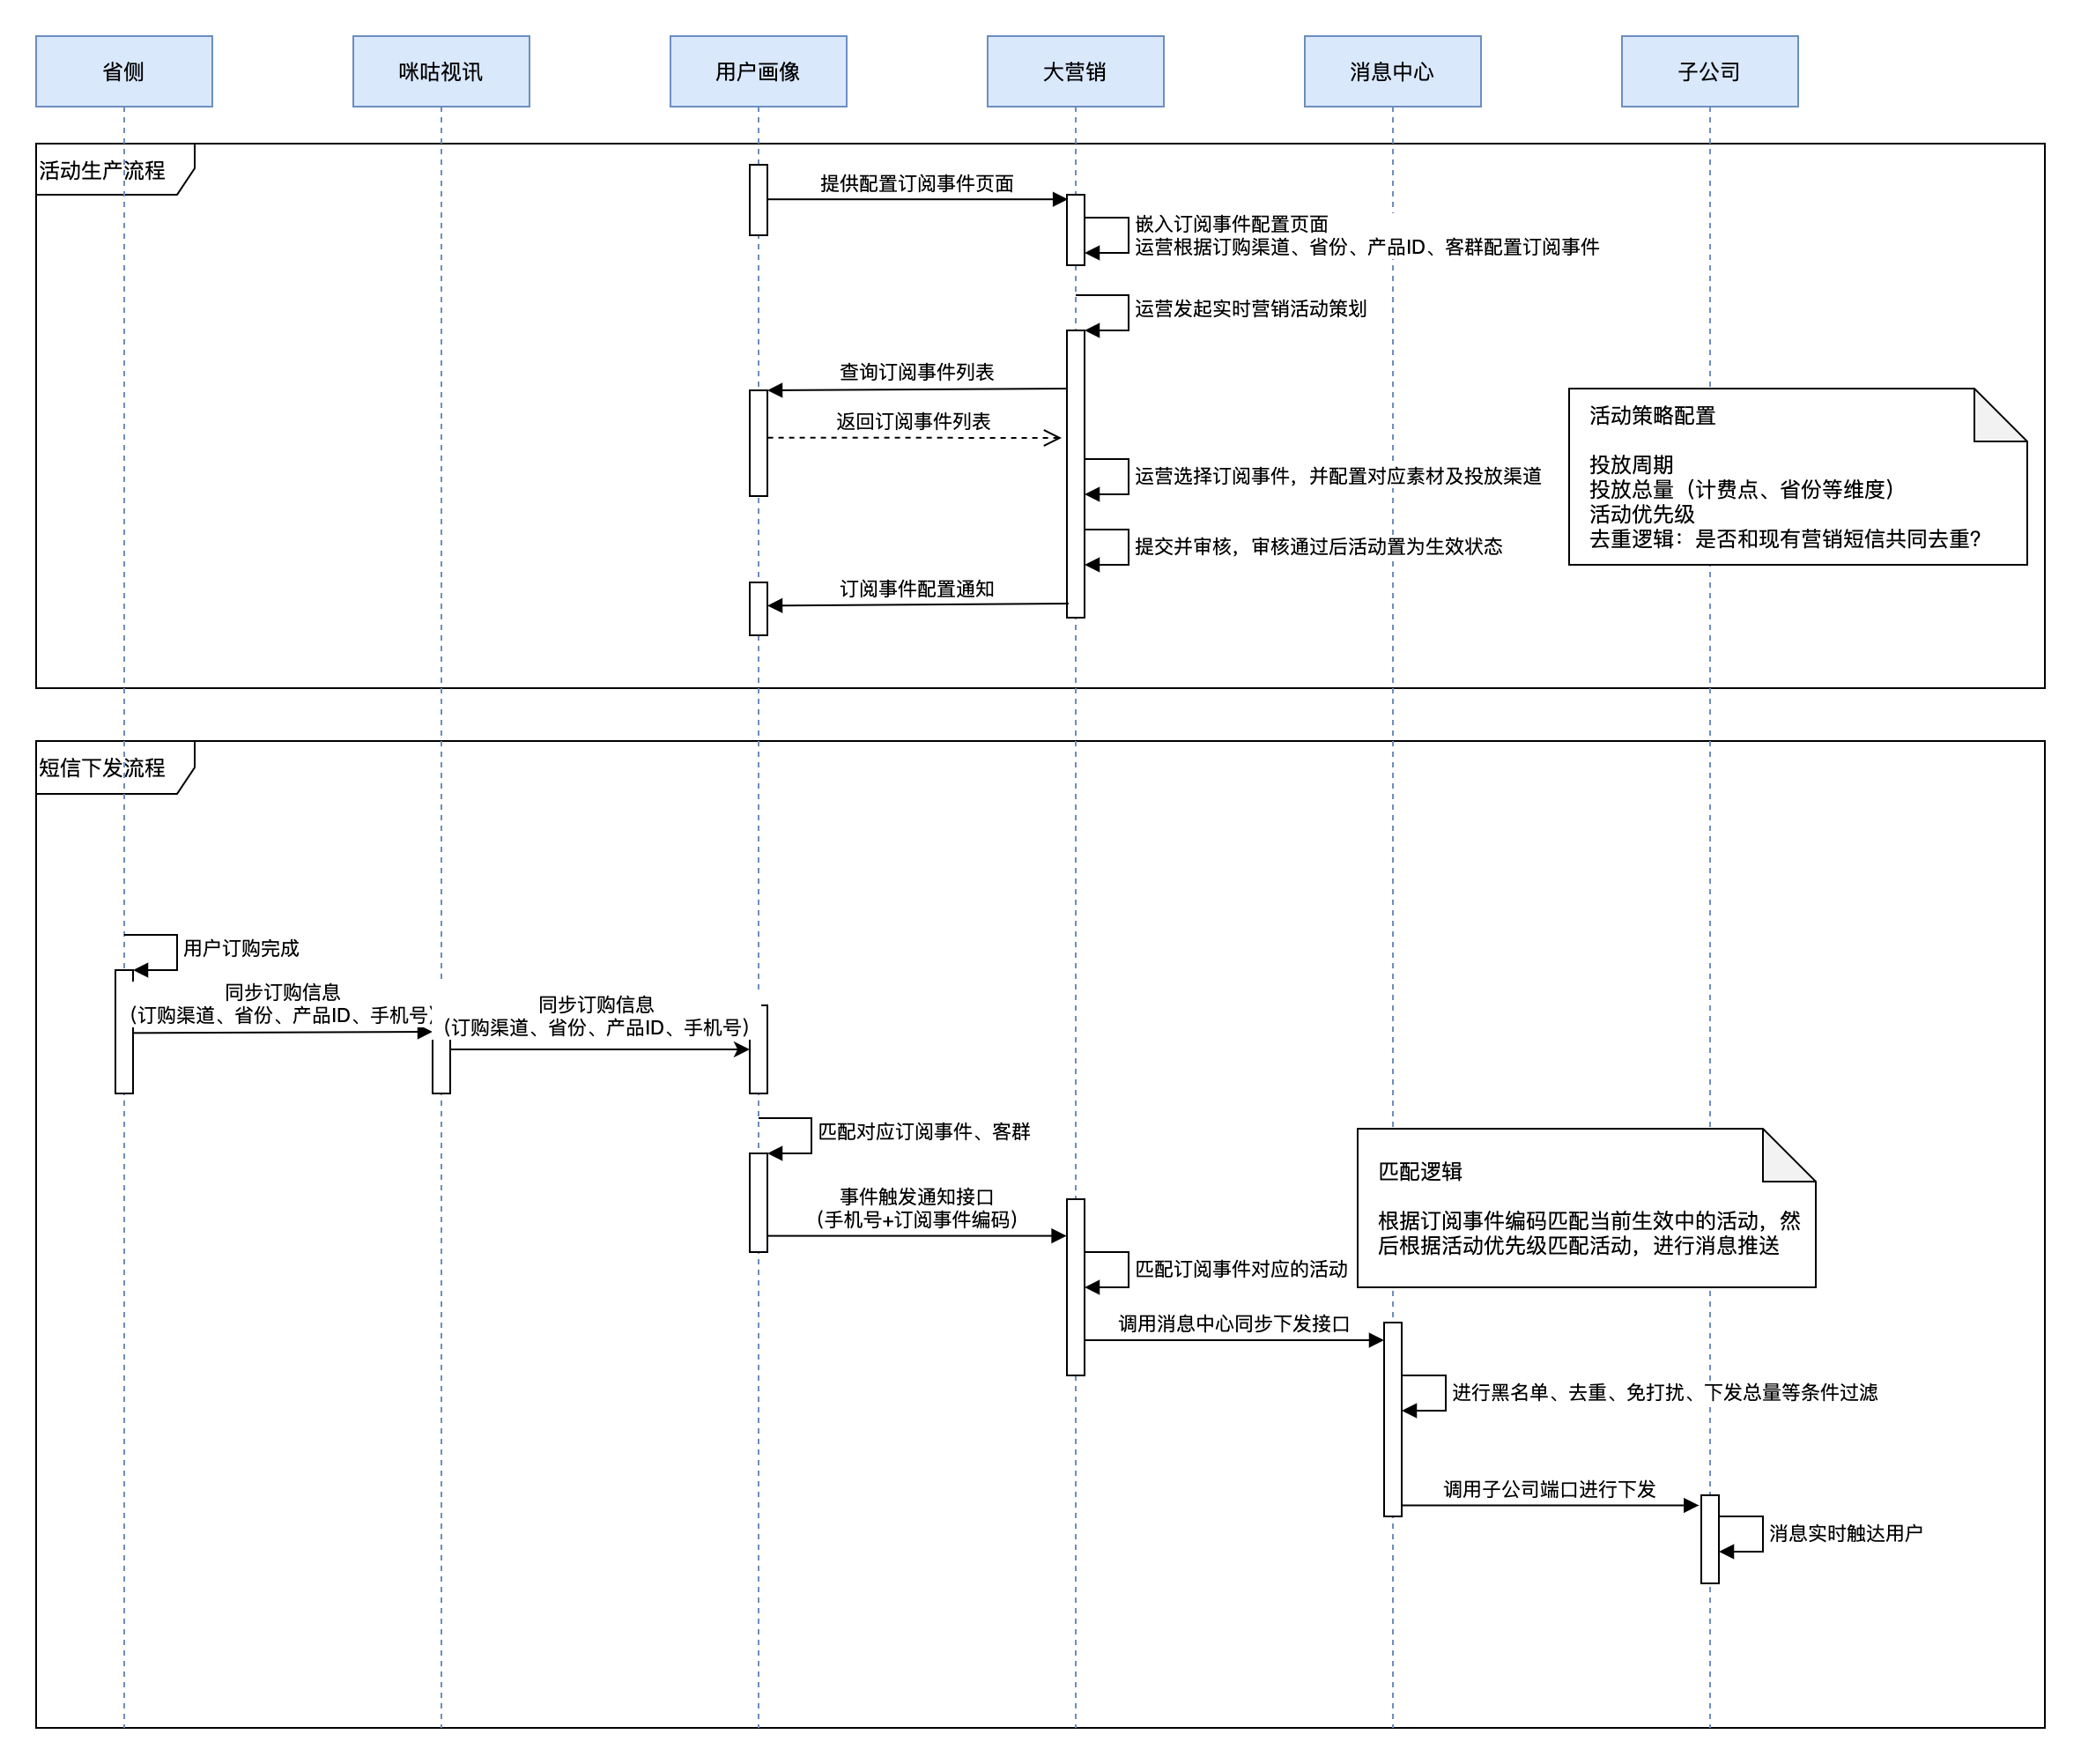 省侧
咪咕视讯
用户画像
大营销
消息中心
子公司
活动生产流程
提供配置订阅事件页面
嵌入订阅事件配置页面
运营根据订购渠道、省份、产品ID、客群配置订阅事件
运营发起实时营销活动策划
查询订阅事件列表
返回订阅事件列表
活动策略配置
投放周期
投放总量（计费点、省份等维度）
活动优先级
去重逻辑：是否和现有营销短信共同去重？
运营选择订阅事件，并配置对应素材及投放渠道
提交并审核，审核通过后活动置为生效状态
订阅事件配置通知
短信下发流程
用户订购完成
同步订购信息
（订购渠道、省份、产品ID、手机号）
同步订购信息
（订购渠道、省份、产品ID、手机号）
匹配对应订阅事件、客群
事件触发通知接口
（手机号+订阅事件编码）
匹配逻辑
根据订阅事件编码匹配当前生效中的活动，然
后根据活动优先级匹配活动，进行消息推送
匹配订阅事件对应的活动
调用消息中心同步下发接口
进行黑名单、去重、免打扰、下发总量等条件过滤
调用子公司端口进行下发
消息实时触达用户